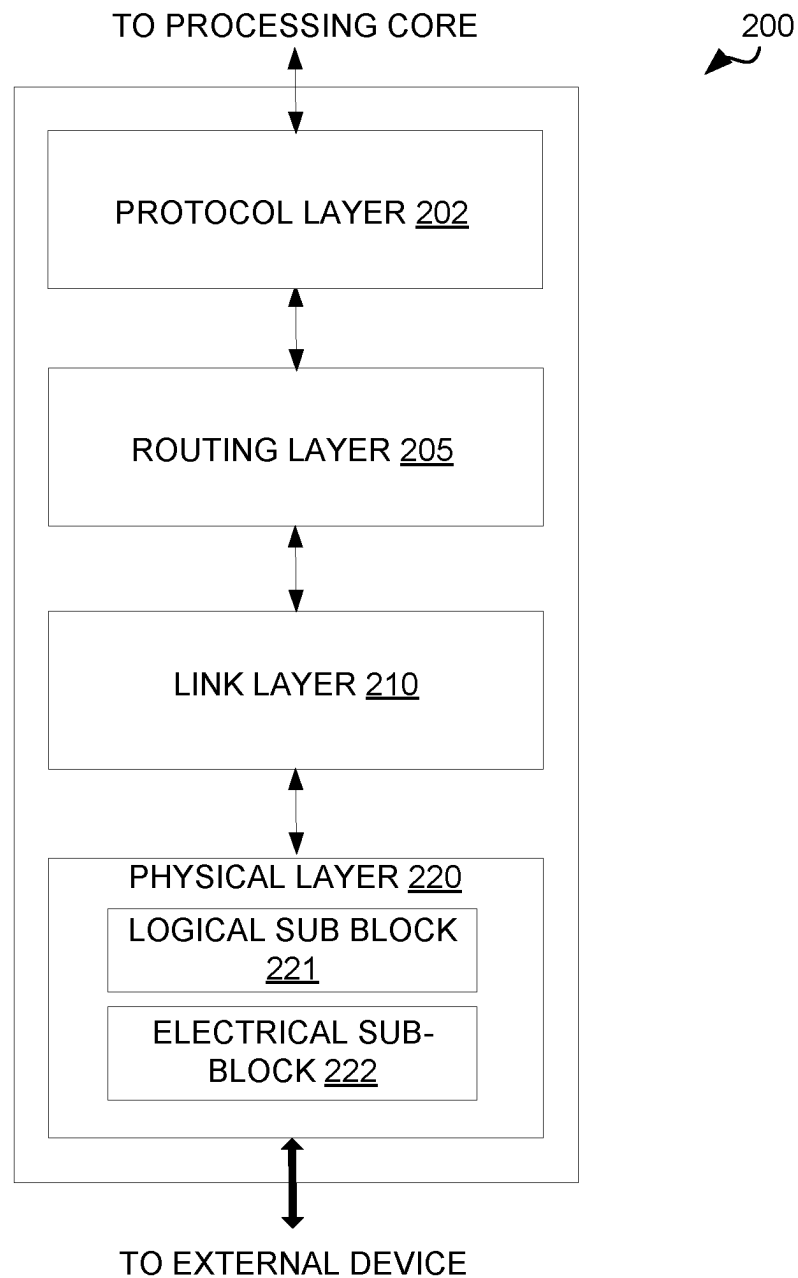 TO PROCESSING CORE
200
PROTOCOL LAYER 202
ROUTING LAYER 205
LINK LAYER 210
PHYSICAL LAYER 220
LOGICAL SUB BLOCK
221
ELECTRICAL SUB-
BLOCK 222
TO EXTERNAL DEVICE